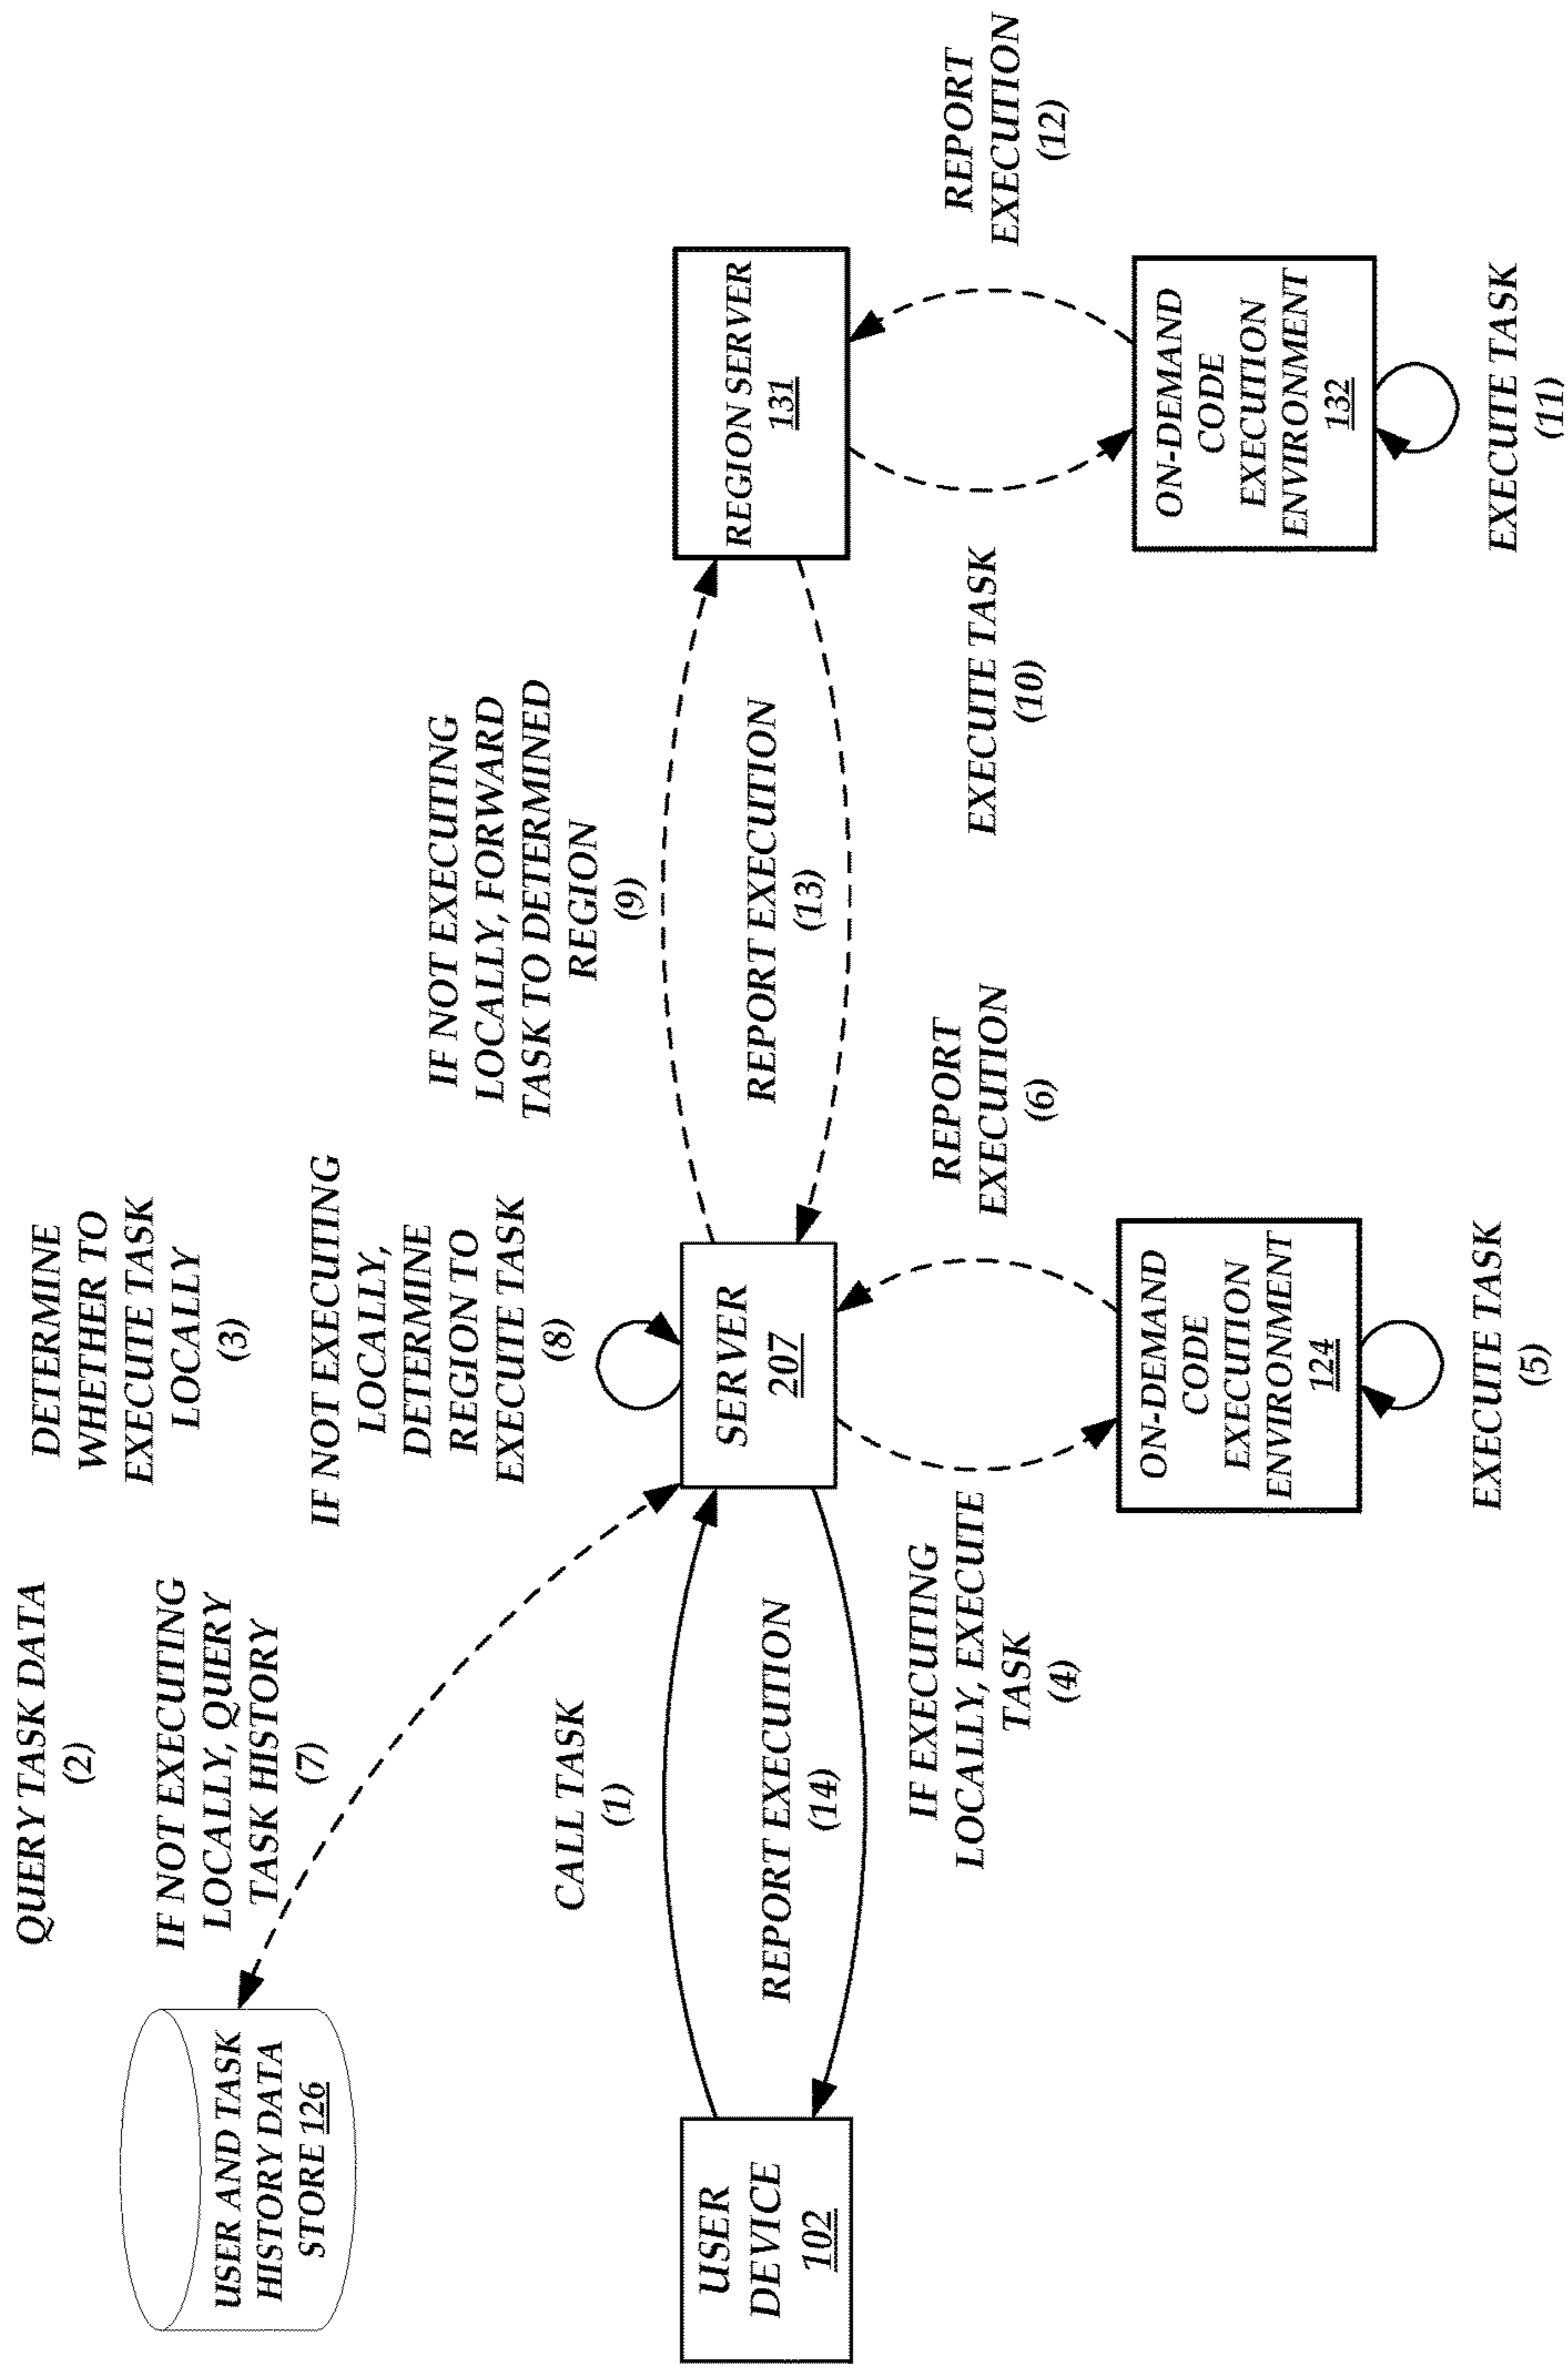 QUERY TASK DATA
(2)
IF NOT EXECUTING
LOCALLY, QUERY
TASK HISTORY
(7)
DETERMINE
WHETHER TO
EXECUTE TASK
LOCALLY
(3)
IF NOT EXECUTING
LOCALLY,
DETERMINE
REGION TO
EXECUTE TASK
(8)
USER AND TASK
HISTORY DATA
STORE 126
IF NOT EXECUTING
LOCALLY, FORWARD
TASK TO DETERMINED
REGION
(9)
CALL TASK
(1)
USER
DEVICE
102
SERVER
207
REGION SERVER
131
REPORT EXECUTION
(14)
REPORT EXECUTION
(13)
IF EXECUTING
LOCALLY, EXECUTE
TASK
(4)
REPORT
EXECUTION
(6)
EXECUTE TASK
(10)
REPORT
EXECUTION
(12)
ON-DEMAND
CODE
EXECUTION
ENVIRONMENT
124
ON-DEMAND
CODE
EXECUTION
ENVIRONMENT
132
EXECUTE TASK
(5)
EXECUTE TASK
(11)